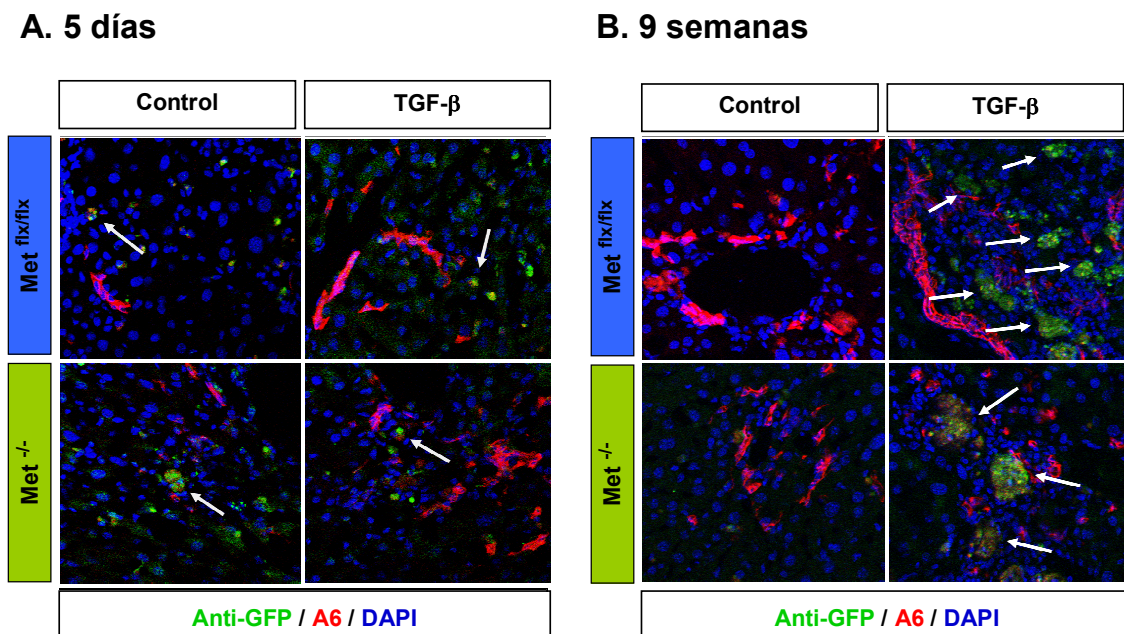 A. 5 días
Control
TGF-β
Met flx/flx
Met -/-
Anti-GFP / A6 / DAPI
B. 9 semanas
Control
TGF-β
Met flx/flx
Met -/-
Anti-GFP / A6 / DAPI